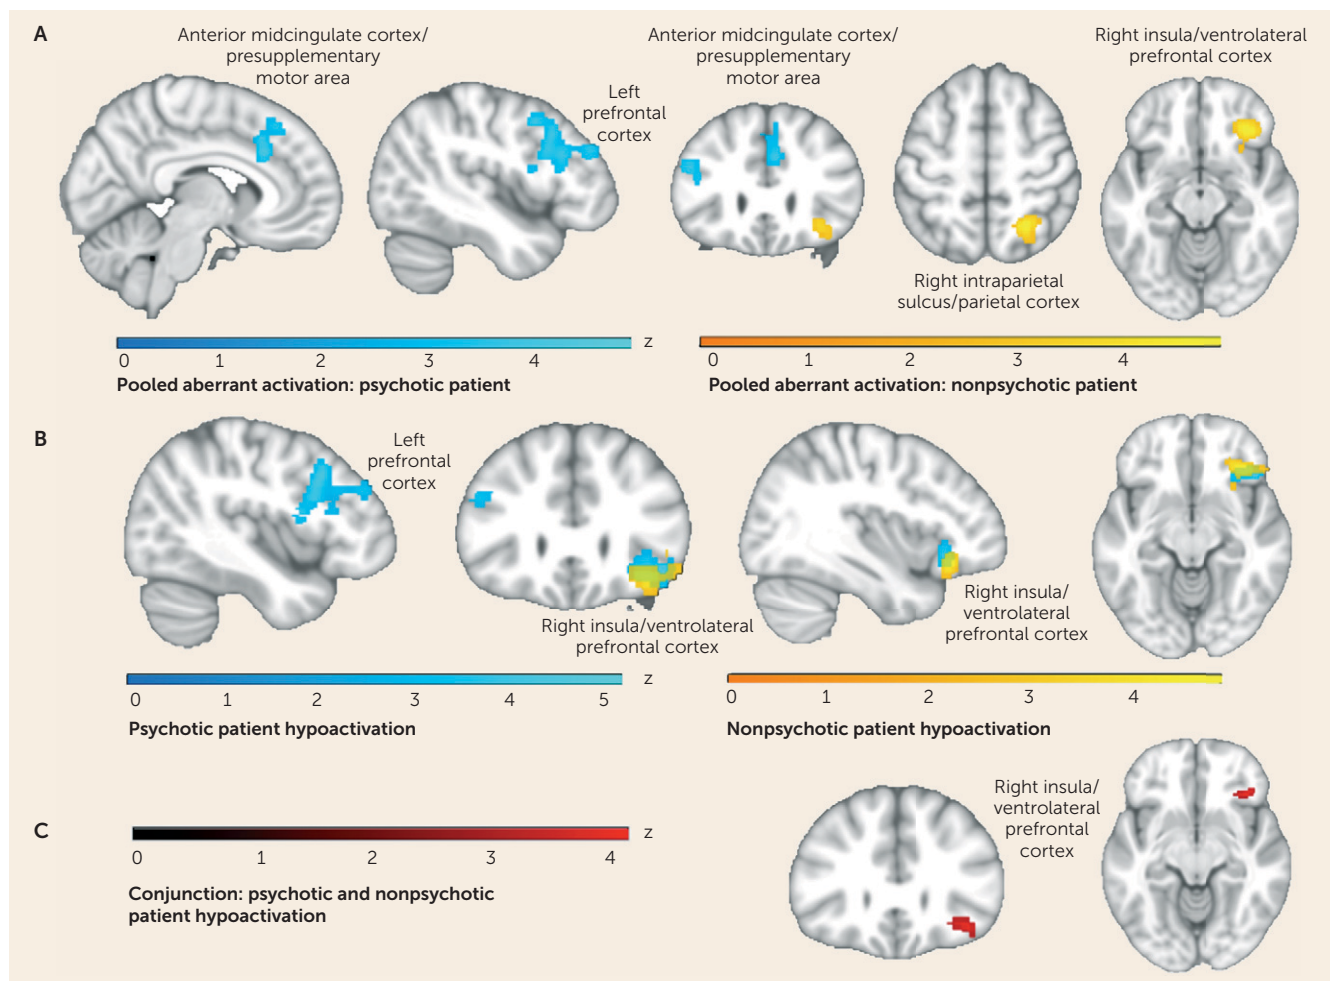 A
Anterior midcingulate cortex/
presupplementary
motor area
Left
prefrontal
cortex
Anterior midcingulate cortex/
presupplementary
motor area
Right insula/ventrolateral
prefrontal cortex
Right intraparietal
sulcus/parietal cortex
0 1 2 3 4 z
Pooled aberrant activation: psychotic patient
0 1 2 3 4
Pooled aberrant activation: nonpsychotic patient
B
Left
prefrontal
cortex
Right insula/ventrolateral
prefrontal cortex
Right insula/
ventrolateral
prefrontal cortex
0 1 2 3 4 5 z
Psychotic patient hypoactivation
0 1 2 3 4
Nonpsychotic patient hypoactivation
C
0 1 2 3 4 z
Conjunction: psychotic and nonpsychotic
patient hypoactivation
Right insula/
ventrolateral
prefrontal
cortex